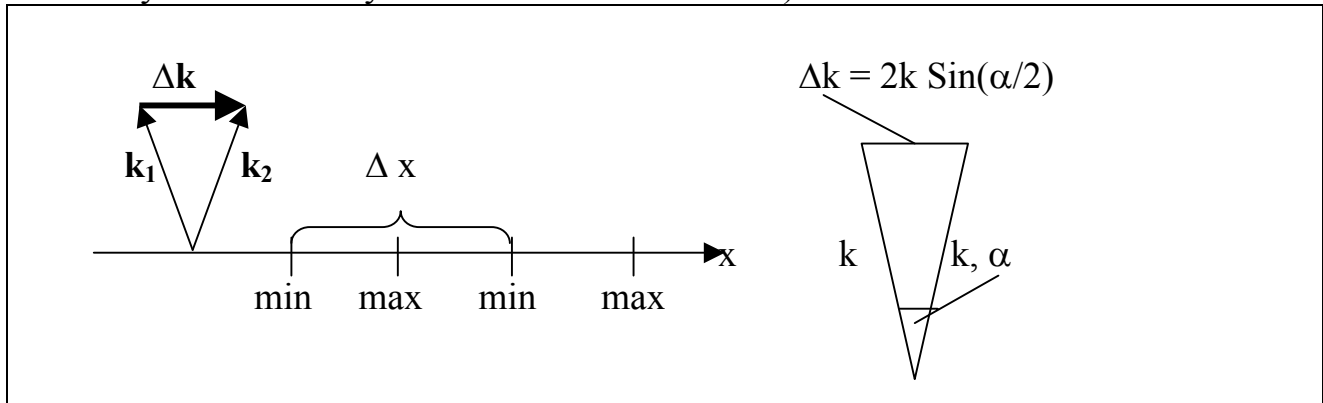 Δk
Δk = 2k Sin(α/2)
k₁ k₂ Δ x
x k k, α
min max min max